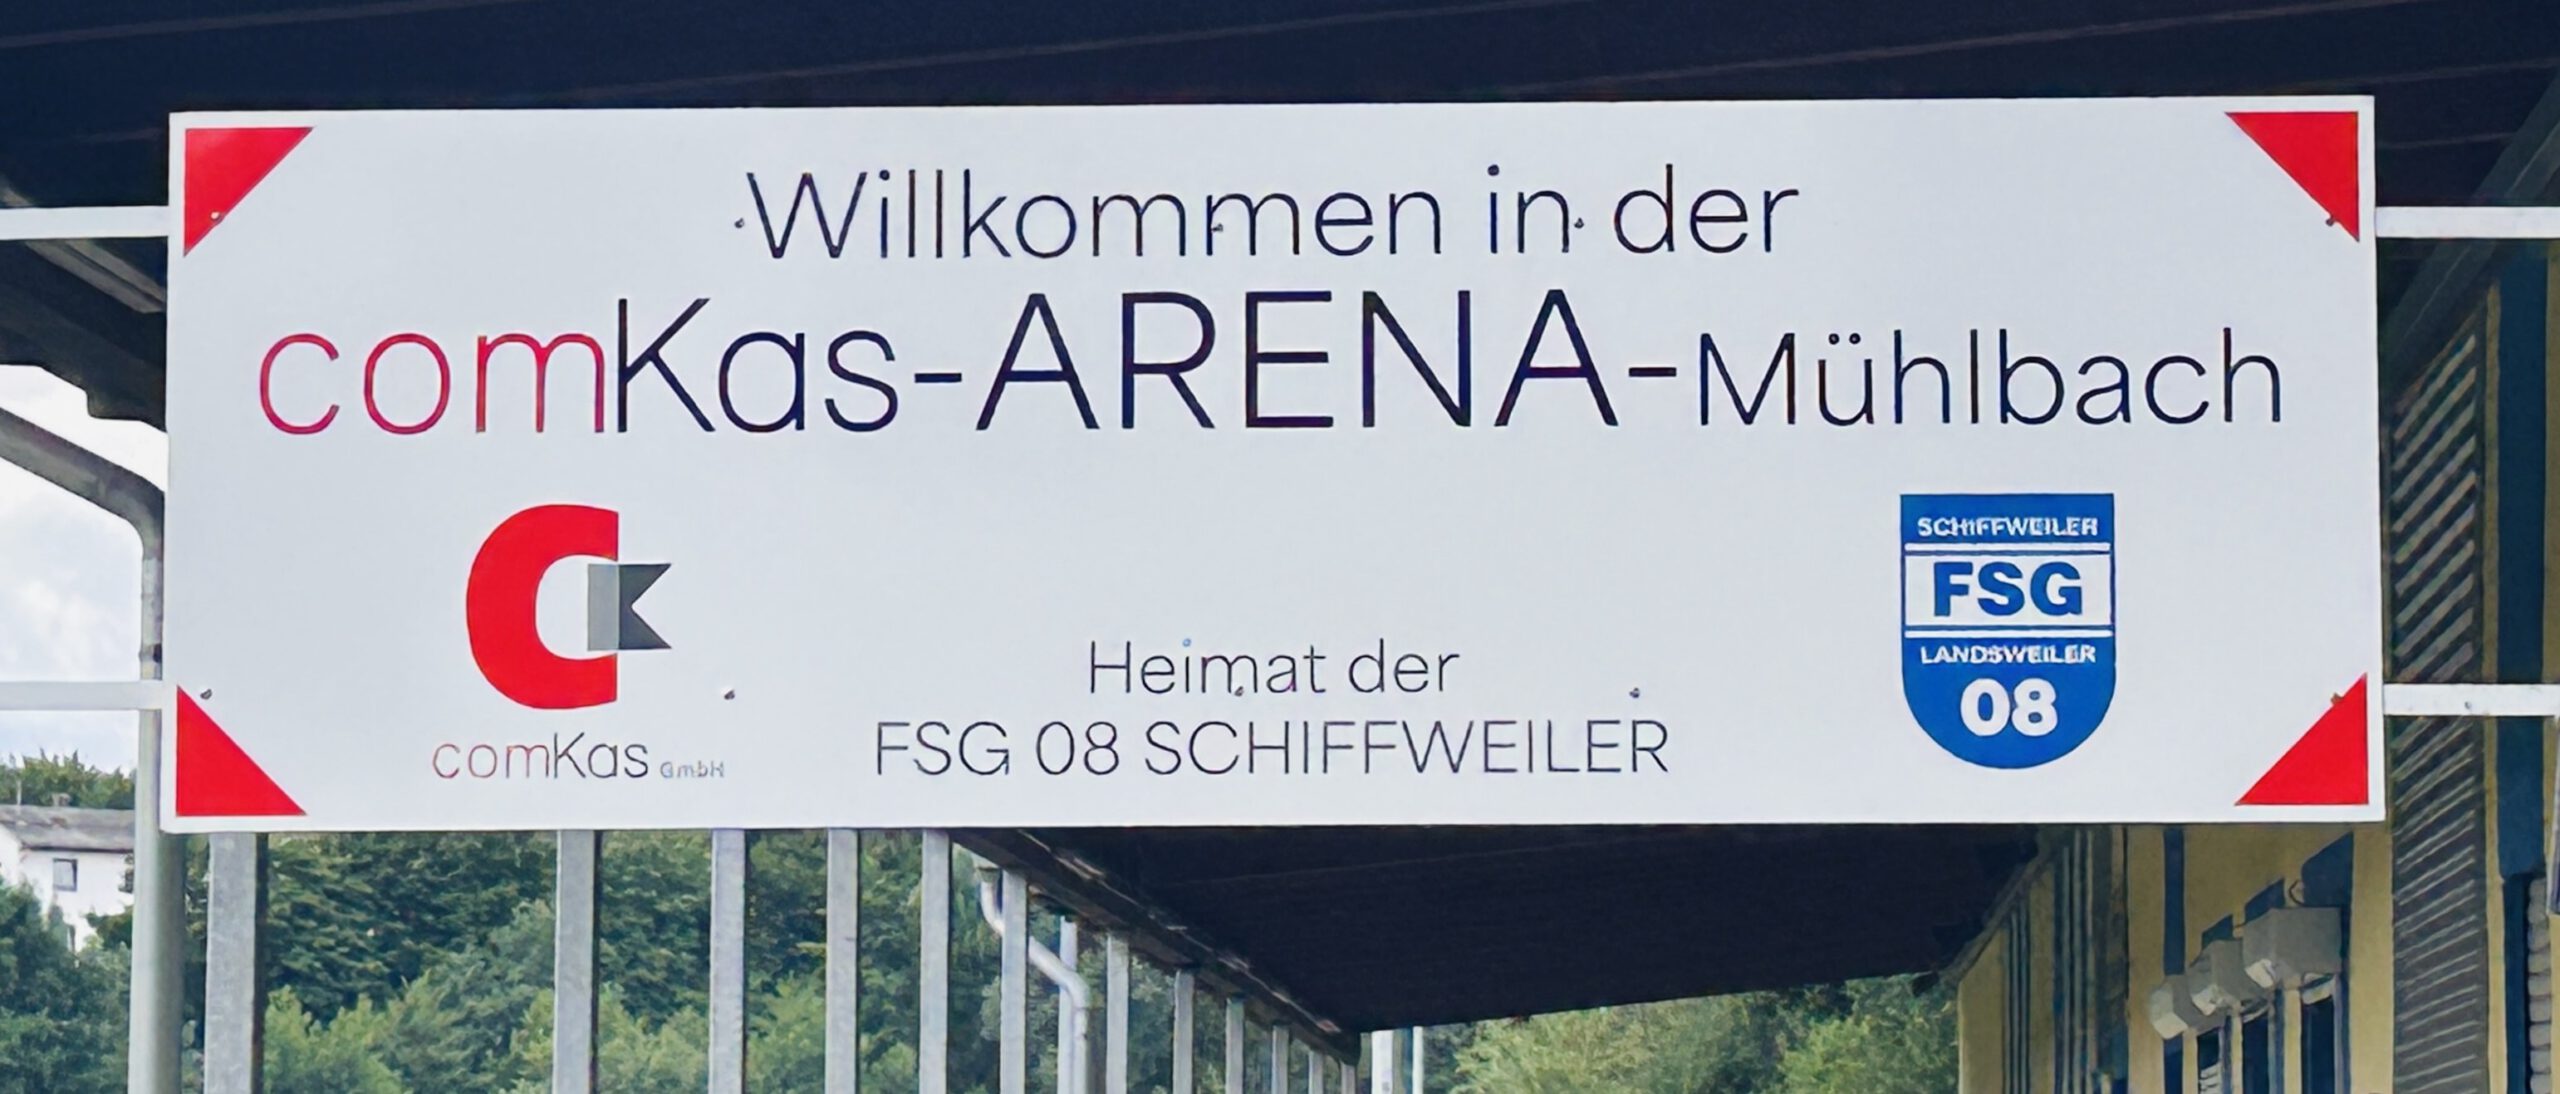 Willkommen in der
comKas-ARENA-Mühlbach
SCHIFFWEILER
FSG
LANDSWEILER
08
Heimat der
FSG 08 SCHIFFWEILER
comKas GmbH